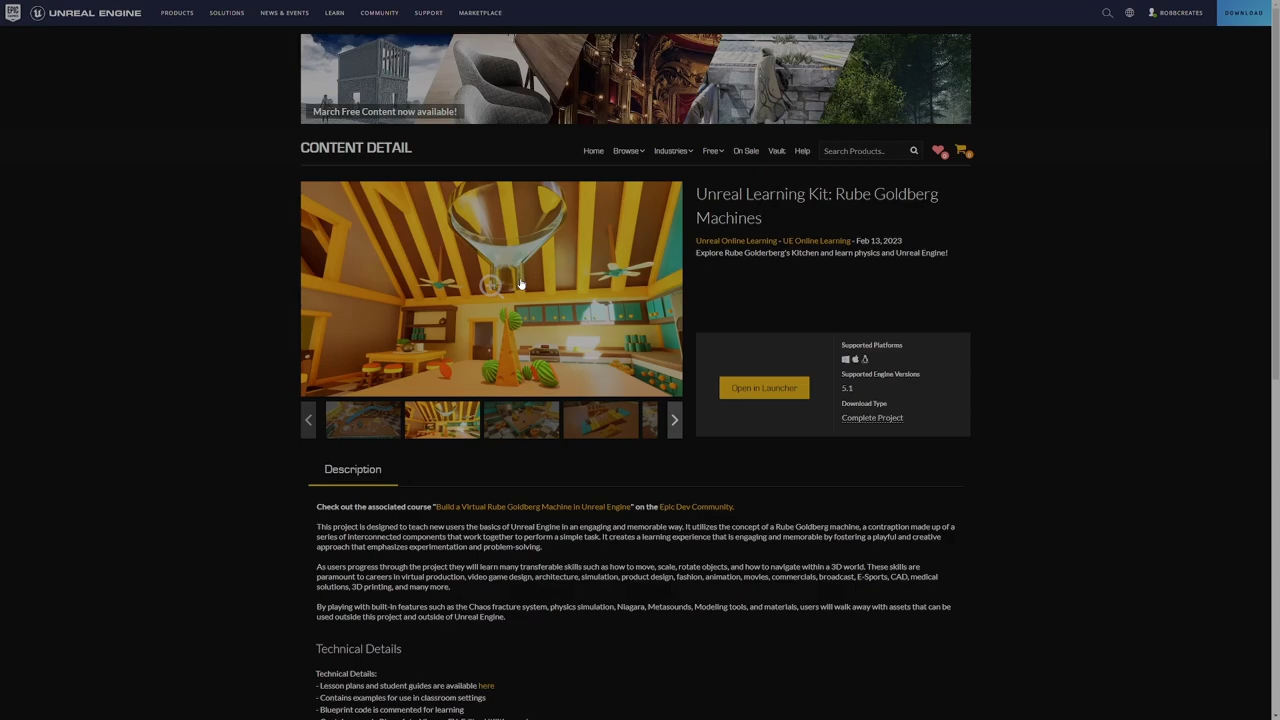 EPIC GAMES
UNREAL ENGINE
PRODUCTS
SOLUTIONS
NEWS & EVENTS
LEARN
COMMUNITY
SUPPORT
MARKETPLACE
ROBBCREATES
DOWNLOAD
March Free Content now available!
CONTENT DETAIL
Home
Browse
Industries
Free
On Sale
Vault
Help
Search Products..
0
0
Unreal Learning Kit: Rube Goldberg
Machines
Unreal Online Learning - UE Online Learning - Feb 13, 2023
Explore Rube Golderberg's Kitchen and learn physics and Unreal Engine!
Supported Platforms
Supported Engine Versions
5.1
Download Type
Complete Project
Open in Launcher
Description
Check out the associated course "Build a Virtual Rube Goldberg Machine in Unreal Engine" on the Epic Dev Community.
This project is designed to teach new users the basics of Unreal Engine in an engaging and memorable way. It utilizes the concept of a Rube Goldberg machine, a contraption made up of a
series of interconnected components that work together to perform a simple task. It creates a learning experience that is engaging and memorable by fostering a playful and creative
approach that emphasizes experimentation and problem-solving.
As users progress through the project they will learn many transferable skills such as how to move, scale, rotate objects, and how to navigate within a 3D world. These skills are
paramount to careers in virtual production, video game design, architecture, simulation, product design, fashion, animation, movies, commercials, broadcast, E-Sports, CAD, medical
solutions, 3D printing, and many more.
By playing with built-in features such as the Chaos fracture system, physics simulation, Niagara, Metasounds, Modeling tools, and materials, users will walk away with assets that can be
used outside this project and outside of Unreal Engine.
Technical Details
Technical Details:
- Lesson plans and student guides are available here
- Contains examples for use in classroom settings
- Blueprint code is commented for learning